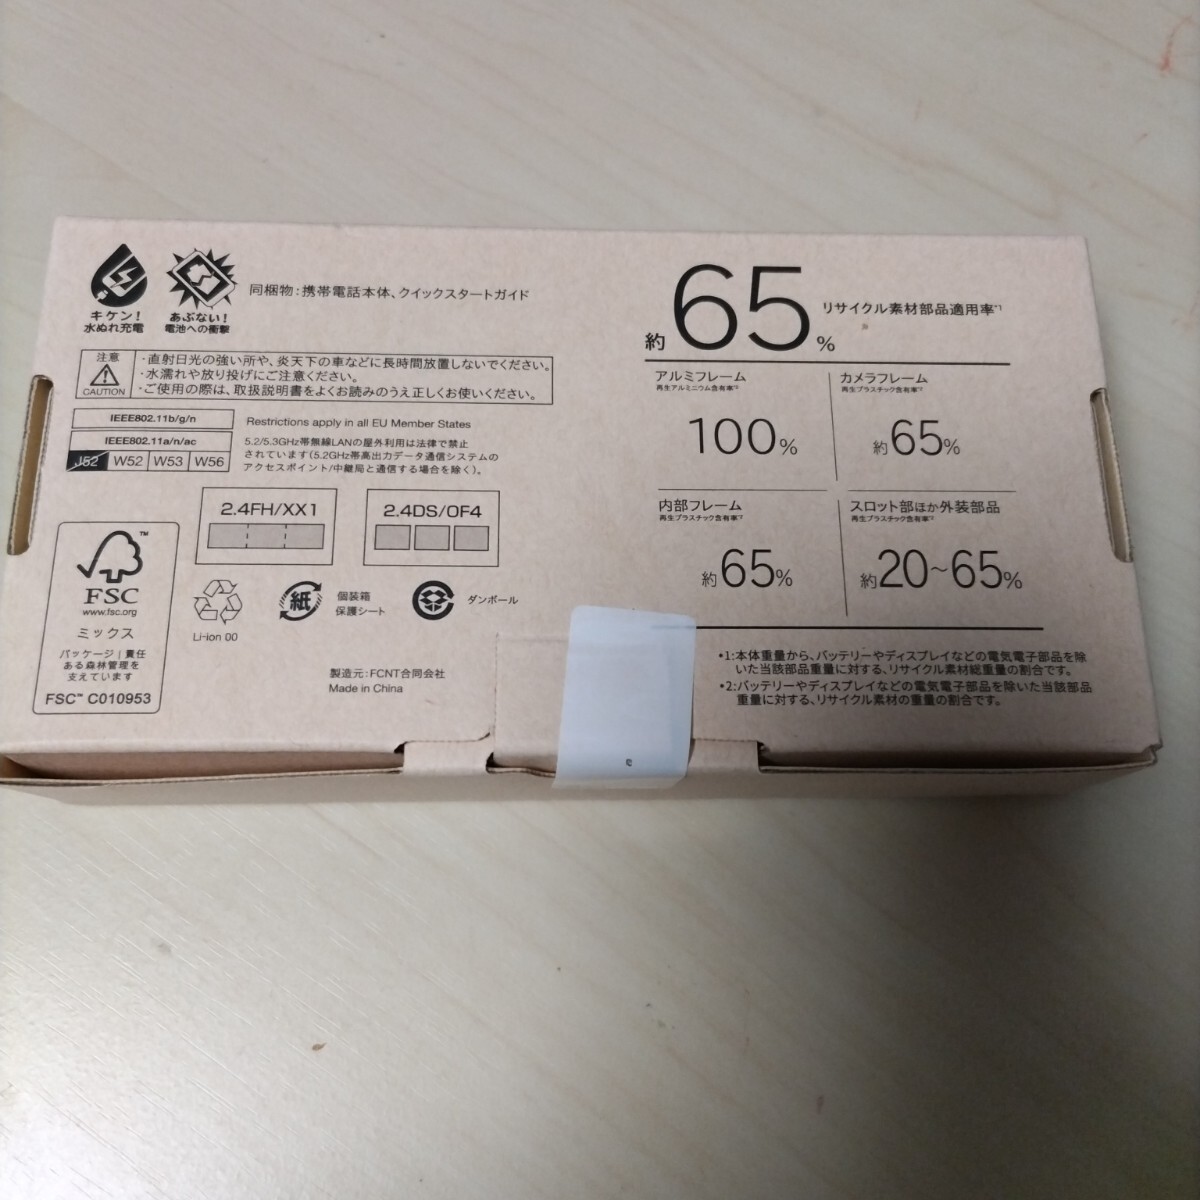 キケン!
水ぬれ充電
あぶない!
電池への衝撃
同梱物:携帯電話本体、クイックスタートガイド
注意
CAUTION
・直射日光の強い所や、炎天下の車などに長時間放置しないでください。
・水濡れや放り投げにご注意ください。
・ご使用の際は、取扱説明書をよくお読みのうえ正しくお使いください。
IEEE802.11b/g/n
IEEE802.11a/n/ac
J52 W52 W53 W56
Restrictions apply in all EU Member States
5.2/5.3GHz帯無線LANの屋外利用は法律で禁止
されています(5.2GHz帯高出力データ通信システムの
アクセスポイント/中継局と通信する場合を除く)。
2.4FH/XX1
2.4DS/OF4
FSC™
www.fsc.org
ミックス
パッケージ|責任
ある森林管理を
支えています
FSC™ C010953
Li-ion 00
紙
個装箱
保護シート
ダンボール
製造元:FCNT合同会社
Made in China
約65% リサイクル素材部品適用率*1
アルミフレーム
再生アルミニウム含有率*2
100%
カメラフレーム
再生プラスチック含有率*2
約65%
内部フレーム
再生プラスチック含有率*2
約65%
スロット部ほか外装部品
再生プラスチック含有率*2
約20~65%
*1:本体重量から、バッテリーやディスプレイなどの電気電子部品を除
いた当該部品重量に対する、リサイクル素材総重量の割合です。
*2:バッテリーやディスプレイなどの電気電子部品を除いた当該部品
重量に対する、リサイクル素材の重量の割合です。